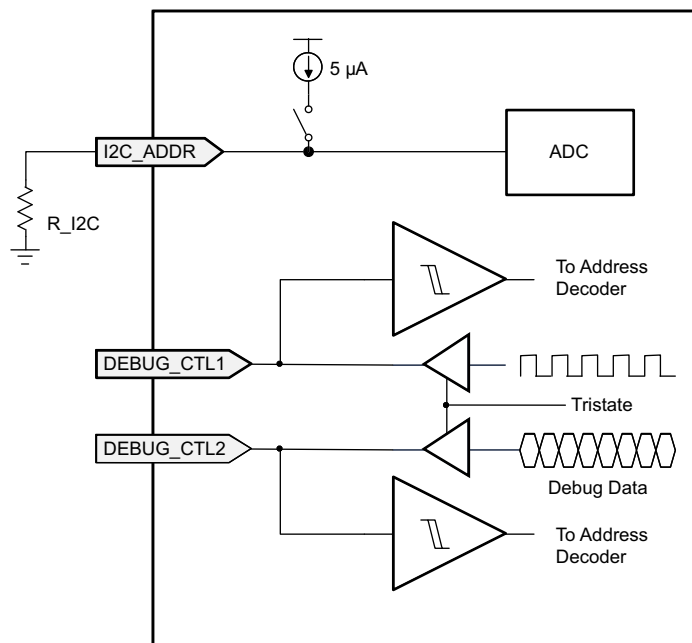 5 µA
I2C_ADDR
ADC
R_I2C
To Address
Decoder
DEBUG_CTL1
Tristate
DEBUG_CTL2
Debug Data
To Address
Decoder